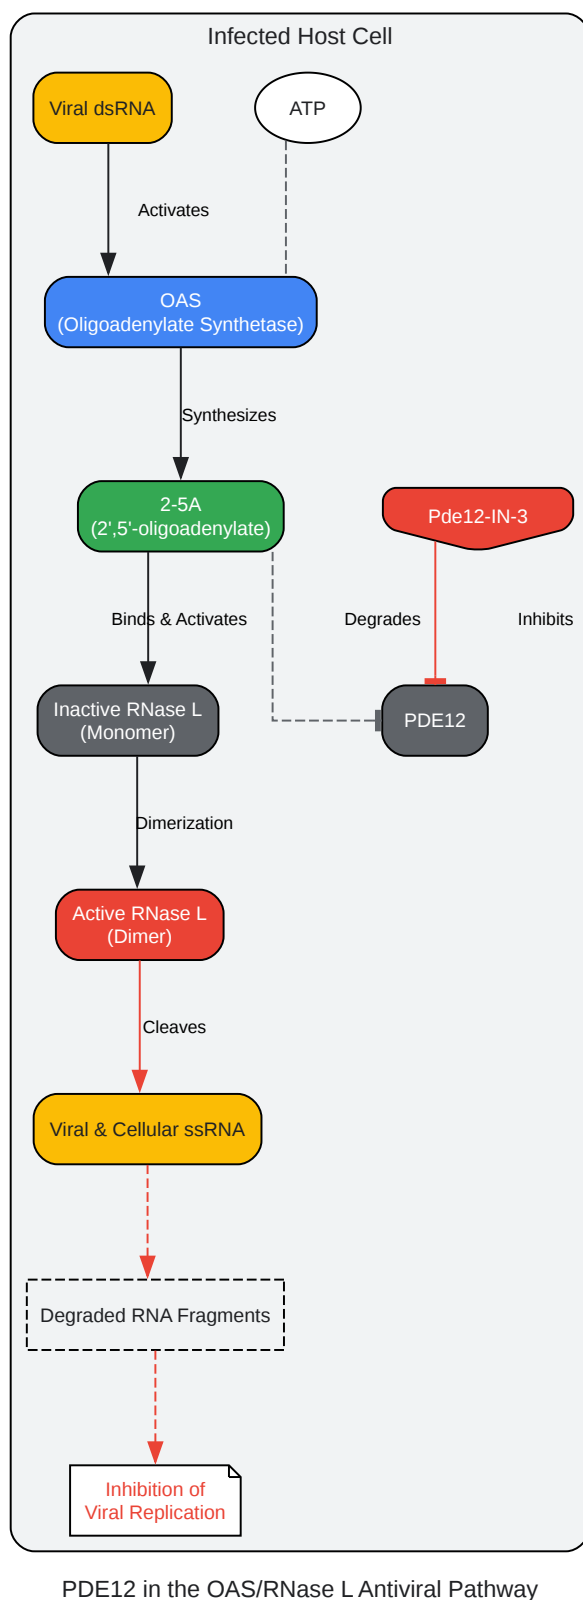 Infected Host Cell
Viral dsRNA
ATP
Activates
OAS
(Oligoadenylate Synthetase)
Synthesizes
2-5A
(2',5'-oligoadenylate)
Pde12-IN-3
Binds & Activates
Degrades
Inhibits
Inactive RNase L
(Monomer)
PDE12
Dimerization
Active RNase L
(Dimer)
Cleaves
Viral & Cellular ssRNA
Degraded RNA Fragments
Inhibition of
Viral Replication
PDE12 in the OAS/RNase L Antiviral Pathway